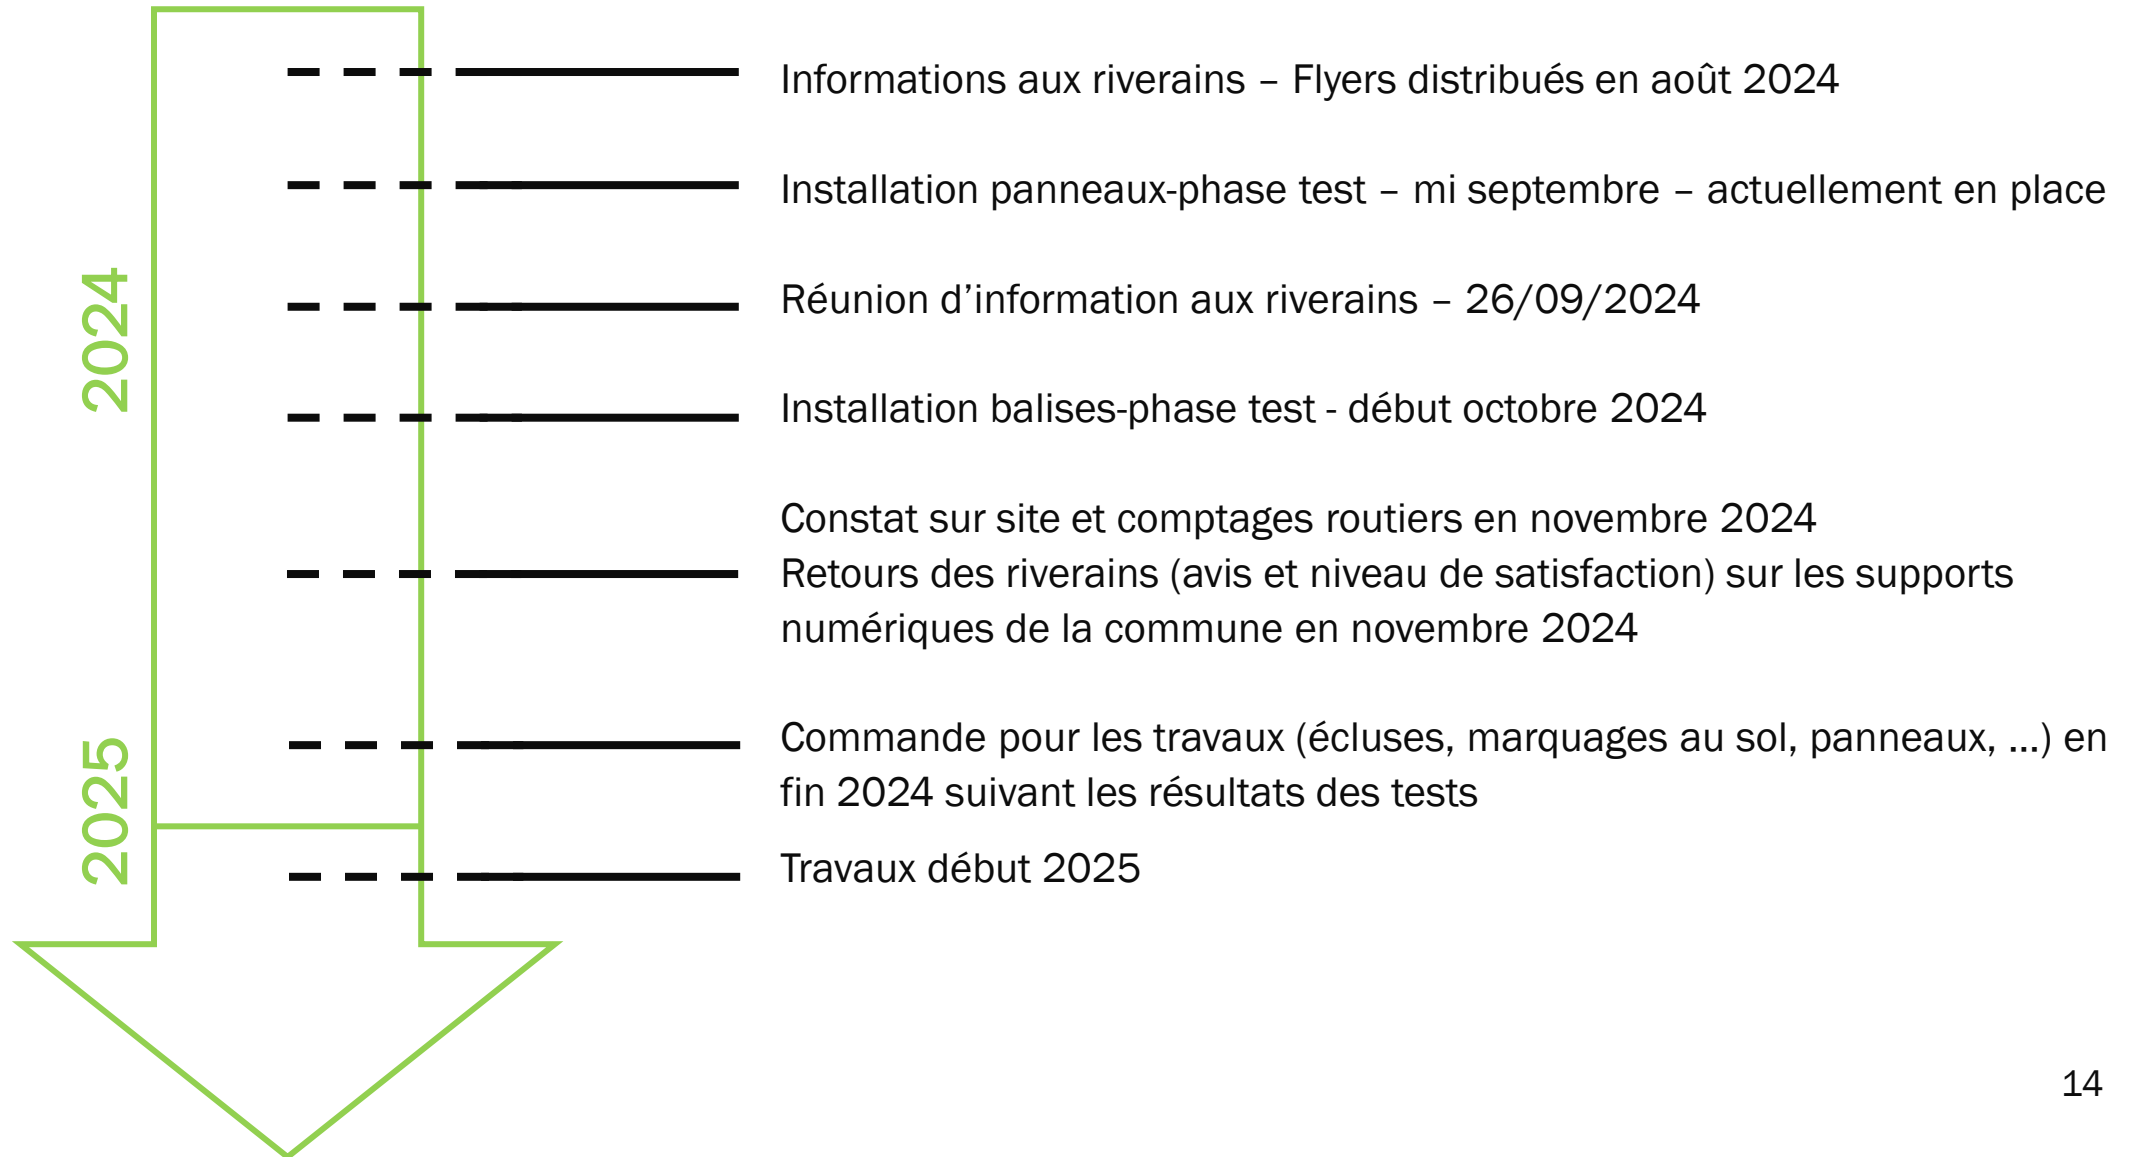 2024
Informations aux riverains – Flyers distribués en août 2024
Installation panneaux-phase test – mi septembre – actuellement en place
Réunion d’information aux riverains – 26/09/2024
Installation balises-phase test - début octobre 2024
Constat sur site et comptages routiers en novembre 2024
Retours des riverains (avis et niveau de satisfaction) sur les supports
numériques de la commune en novembre 2024
2025
Commande pour les travaux (écluses, marquages au sol, panneaux, ...) en
fin 2024 suivant les résultats des tests
Travaux début 2025
14